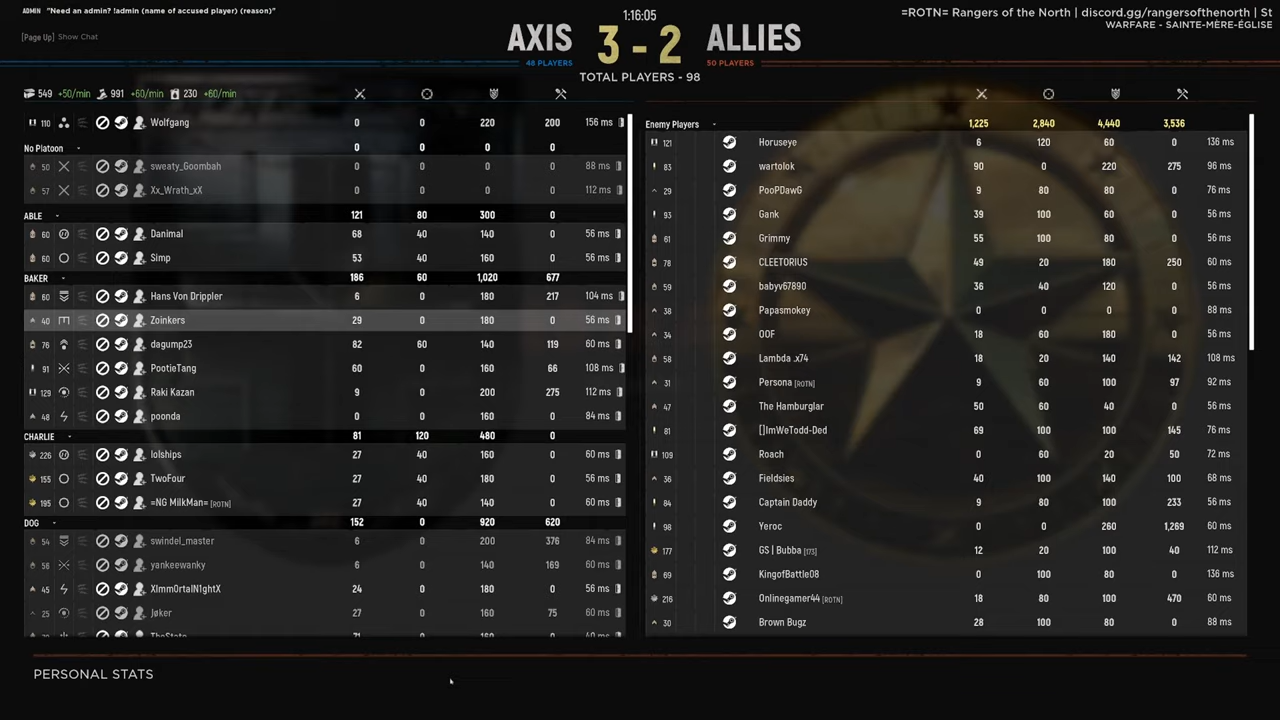 ADMIN "Need an admin? !admin (name of accused player) (reason)"
[Page Up] Show Chat
1:16:05
AXIS 3 - 2 ALLIES
48 PLAYERS 50 PLAYERS
TOTAL PLAYERS - 98
=ROTN= Rangers of the North | discord.gg/rangersofthenorth | St
WARFARE - SAINTE-MÈRE-ÉGLISE
549 +50/min 991 +60/min 230 +60/min
110 Wolfgang 0 0 220 200 156 ms
No Platoon 0 0 0 0
50 sweaty_Goombah 0 0 0 0 88 ms
57 Xx_Wrath_xX 0 0 0 0 112 ms
ABLE 121 80 300 0
60 Danimal 68 40 140 0 56 ms
60 Simp 53 40 160 0 56 ms
BAKER 186 60 1,020 677
60 Hans Von Drippler 6 0 180 217 104 ms
40 Zoinkers 29 0 180 0 56 ms
76 dagump23 82 60 140 119 60 ms
91 PootieTang 60 0 160 66 108 ms
129 Raki Kazan 9 0 200 275 112 ms
48 poonda 0 0 160 0 84 ms
CHARLIE 81 120 480 0
226 lolships 27 40 160 0 60 ms
155 TwoFour 27 40 180 0 56 ms
195 =NG MilkMan= [ROTN] 27 40 140 0 60 ms
DOG 152 0 920 620
54 swindel_master 6 0 200 376 84 ms
56 yankeewanky 6 0 140 169 60 ms
45 XImm0rtalN1ghtX 24 0 180 0 56 ms
25 Jøker 27 0 160 75 60 ms
Enemy Players 1,225 2,840 4,440 3,536
121 Horuseye 6 120 60 0 136 ms
83 wartolok 90 0 220 275 96 ms
29 PooPDawG 9 80 80 0 76 ms
93 Gank 39 100 60 0 56 ms
61 Grimmy 55 100 80 0 56 ms
78 CLEETORIUS 49 20 180 250 60 ms
59 babyv67890 36 40 120 0 56 ms
38 Papasmokey 0 0 0 0 88 ms
34 OOF 18 60 180 0 56 ms
58 Lambda .x74 18 20 140 142 108 ms
31 Persona [ROTN] 9 60 100 97 92 ms
47 The Hamburglar 50 60 40 0 56 ms
81 []ImWeTodd-Ded 69 100 100 145 76 ms
109 Roach 0 60 20 50 72 ms
36 Fieldsies 40 100 140 100 68 ms
84 Captain Daddy 9 80 100 233 56 ms
98 Yeroc 0 0 260 1,269 60 ms
177 GS | Bubba [173] 12 20 100 40 112 ms
69 KingofBattle08 0 100 80 0 136 ms
216 Onlinegamer44 [ROTN] 18 80 100 470 60 ms
30 Brown Bugz 28 100 80 0 88 ms
PERSONAL STATS